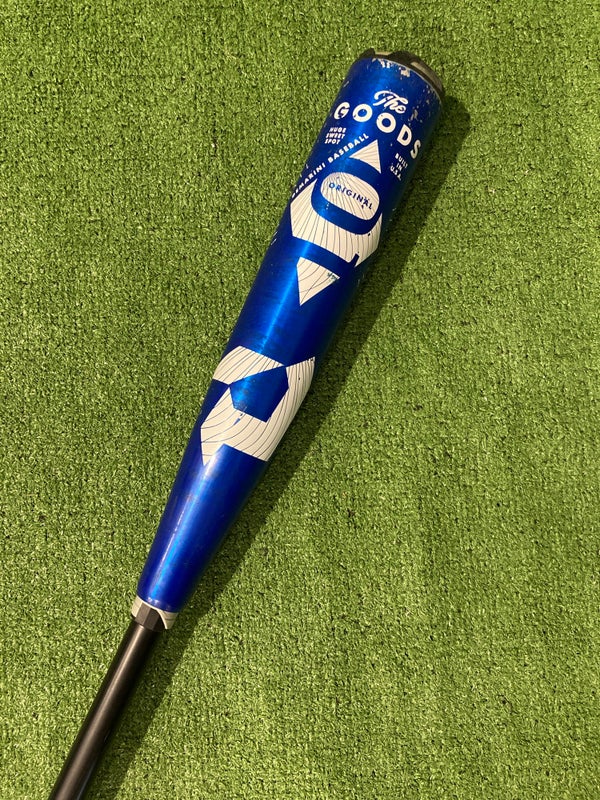 The
GOODS
HUGE
SWEET
SPOT
BUILT
IN
U.S.A.
DEMARINI BASEBALL
ORIGINAL